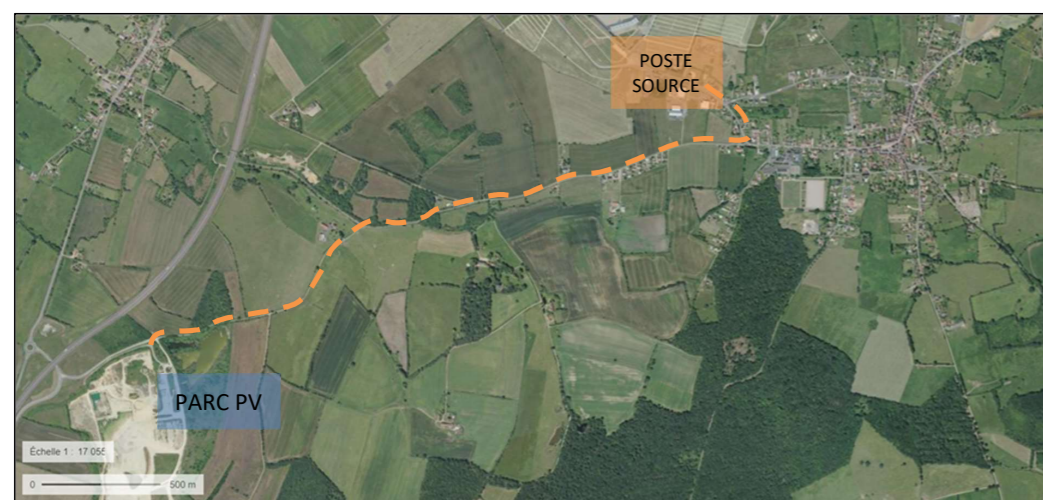 POSTE
SOURCE
PARC PV
Échelle 1 : 17 055
0 500 m